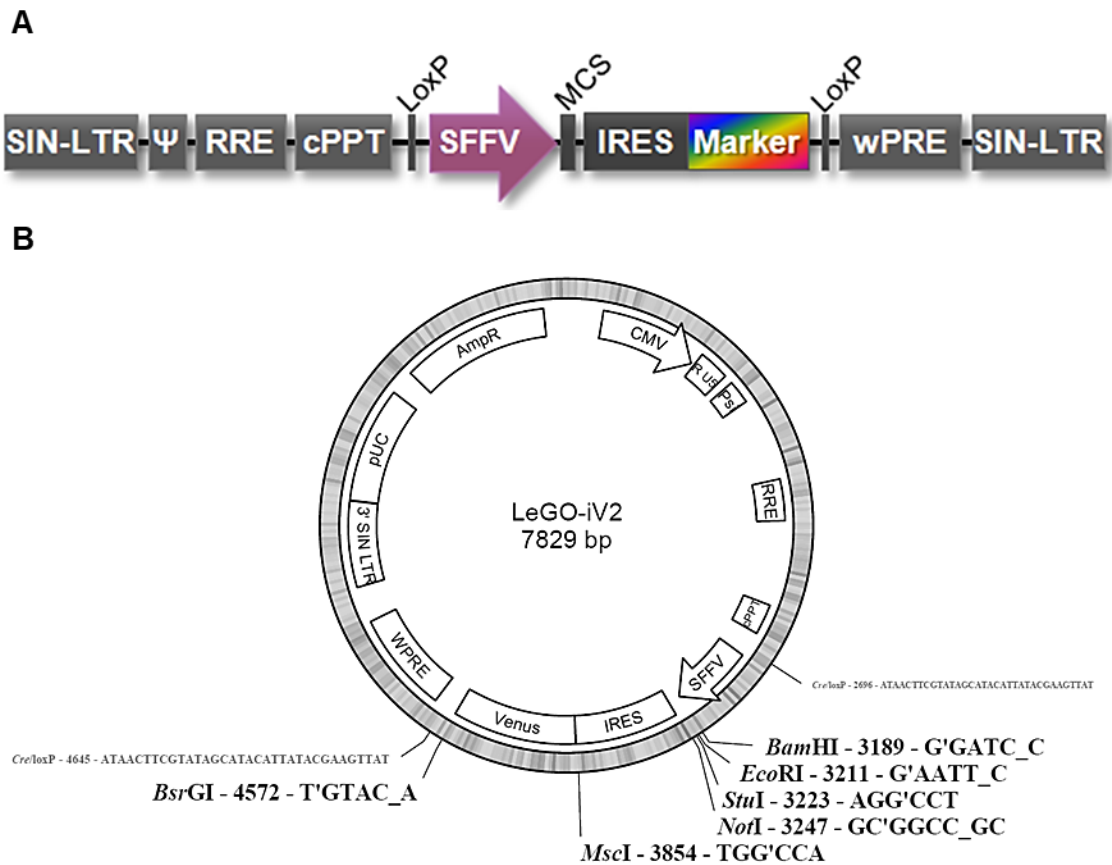 A
LoxP MCS LoxP
SIN-LTR Ψ RRE cPPT SFFV IRES Marker wPRE SIN-LTR
B
AmpR CMV
R U5
Ps
pUC
RRE
LeGO-iV2
7829 bp
3' SIN LTR
cPPT
WPRE SFFV
Cre/loxP - 2696 - ATAACTTCGTATAGCATACATTATACGAAGTTAT
Venus IRES
BamHI - 3189 - G'GATC_C
Cre/loxP - 4645 - ATAACTTCGTATAGCATACATTATACGAAGTTAT
EcoRI - 3211 - G'AATT_C
BsrGI - 4572 - T'GTAC_A
StuI - 3223 - AGG'CCT
NotI - 3247 - GC'GGCC_GC
MscI - 3854 - TGG'CCA